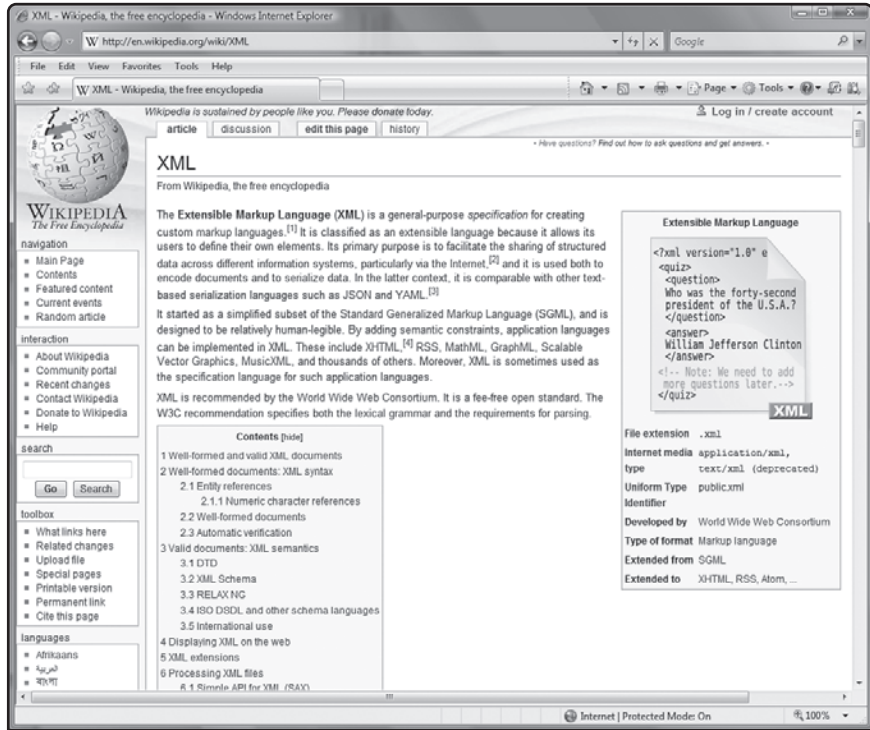 XML - Wikipedia, the free encyclopedia - Windows Internet Explorer
W http://en.wikipedia.org/wiki/XML
Google
File Edit View Favorites Tools Help
W XML - Wikipedia, the free encyclopedia
Page Tools
Wikipedia is sustained by people like you. Please donate today.
Log in / create account
article discussion edit this page history
• Have questions? Find out how to ask questions and get answers. •
WIKIPEDIA
The Free Encyclopedia
navigation
Main Page
Contents
Featured content
Current events
Random article
interaction
About Wikipedia
Community portal
Recent changes
Contact Wikipedia
Donate to Wikipedia
Help
search
Go Search
toolbox
What links here
Related changes
Upload file
Special pages
Printable version
Permanent link
Cite this page
languages
Afrikaans
العربية
বাংলা
XML
From Wikipedia, the free encyclopedia
The Extensible Markup Language (XML) is a general-purpose specification for creating
custom markup languages.[1] It is classified as an extensible language because it allows its
users to define their own elements. Its primary purpose is to facilitate the sharing of structured
data across different information systems, particularly via the Internet,[2] and it is used both to
encode documents and to serialize data. In the latter context, it is comparable with other text-
based serialization languages such as JSON and YAML.[3]
It started as a simplified subset of the Standard Generalized Markup Language (SGML), and is
designed to be relatively human-legible. By adding semantic constraints, application languages
can be implemented in XML. These include XHTML,[4] RSS, MathML, GraphML, Scalable
Vector Graphics, MusicXML, and thousands of others. Moreover, XML is sometimes used as
the specification language for such application languages.
XML is recommended by the World Wide Web Consortium. It is a fee-free open standard. The
W3C recommendation specifies both the lexical grammar and the requirements for parsing.
Contents [hide]
1 Well-formed and valid XML documents
2 Well-formed documents: XML syntax
2.1 Entity references
2.1.1 Numeric character references
2.2 Well-formed documents
2.3 Automatic verification
3 Valid documents: XML semantics
3.1 DTD
3.2 XML Schema
3.3 RELAX NG
3.4 ISO DSDL and other schema languages
3.5 International use
4 Displaying XML on the web
5 XML extensions
6 Processing XML files
6.1 Simple API for XML (SAX)
Extensible Markup Language
<?xml version="1.0" e
<quiz>
<question>
Who was the forty-second
president of the U.S.A.?
</question>
<answer>
William Jefferson Clinton
</answer>
<!-- Note: We need to add
more questions later.-->
</quiz>
XML
File extension .xml
Internet media application/xml,
type text/xml (deprecated)
Uniform Type public.xml
Identifier
Developed by World Wide Web Consortium
Type of format Markup language
Extended from SGML
Extended to XHTML, RSS, Atom, ...
Internet | Protected Mode: On
100%